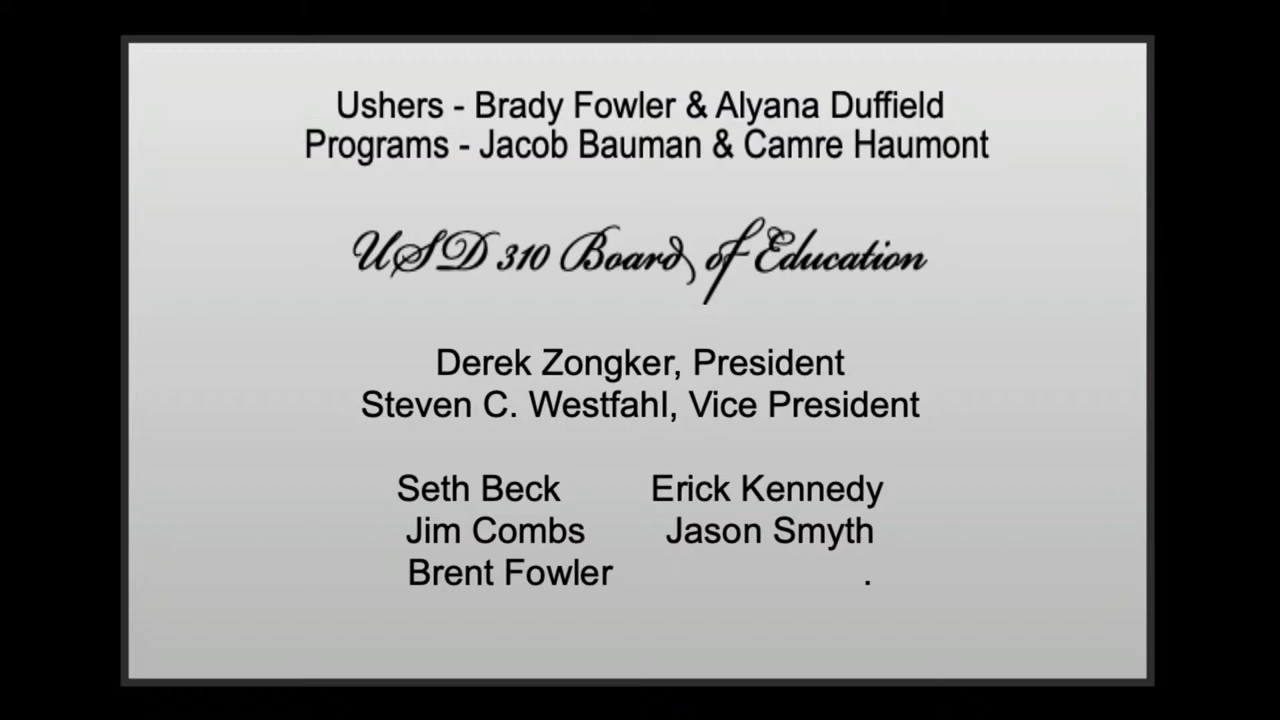 Ushers - Brady Fowler & Alyana Duffield
Programs - Jacob Bauman & Camre Haumont
USD 310 Board of Education
Derek Zongker, President
Steven C. Westfahl, Vice President
Seth Beck Erick Kennedy
Jim Combs Jason Smyth
Brent Fowler .